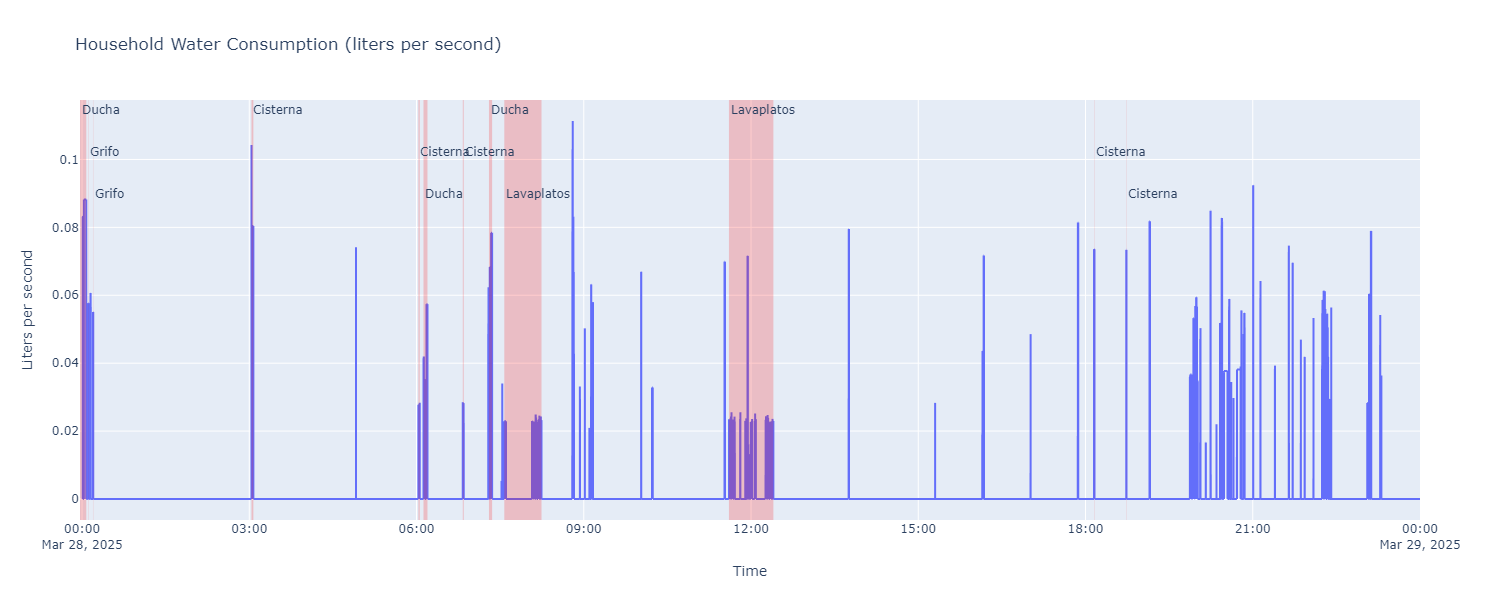 Household Water Consumption (liters per second)
Ducha
Cisterna
Ducha
Lavaplatos
Grifo
Cisterna
Cisterna
Cisterna
Grifo
Ducha
Lavaplatos
Cisterna
0.1
0.08
0.06
0.04
0.02
0
Liters per second
00:00
03:00
06:00
09:00
12:00
15:00
18:00
21:00
00:00
Mar 28, 2025
Mar 29, 2025
Time